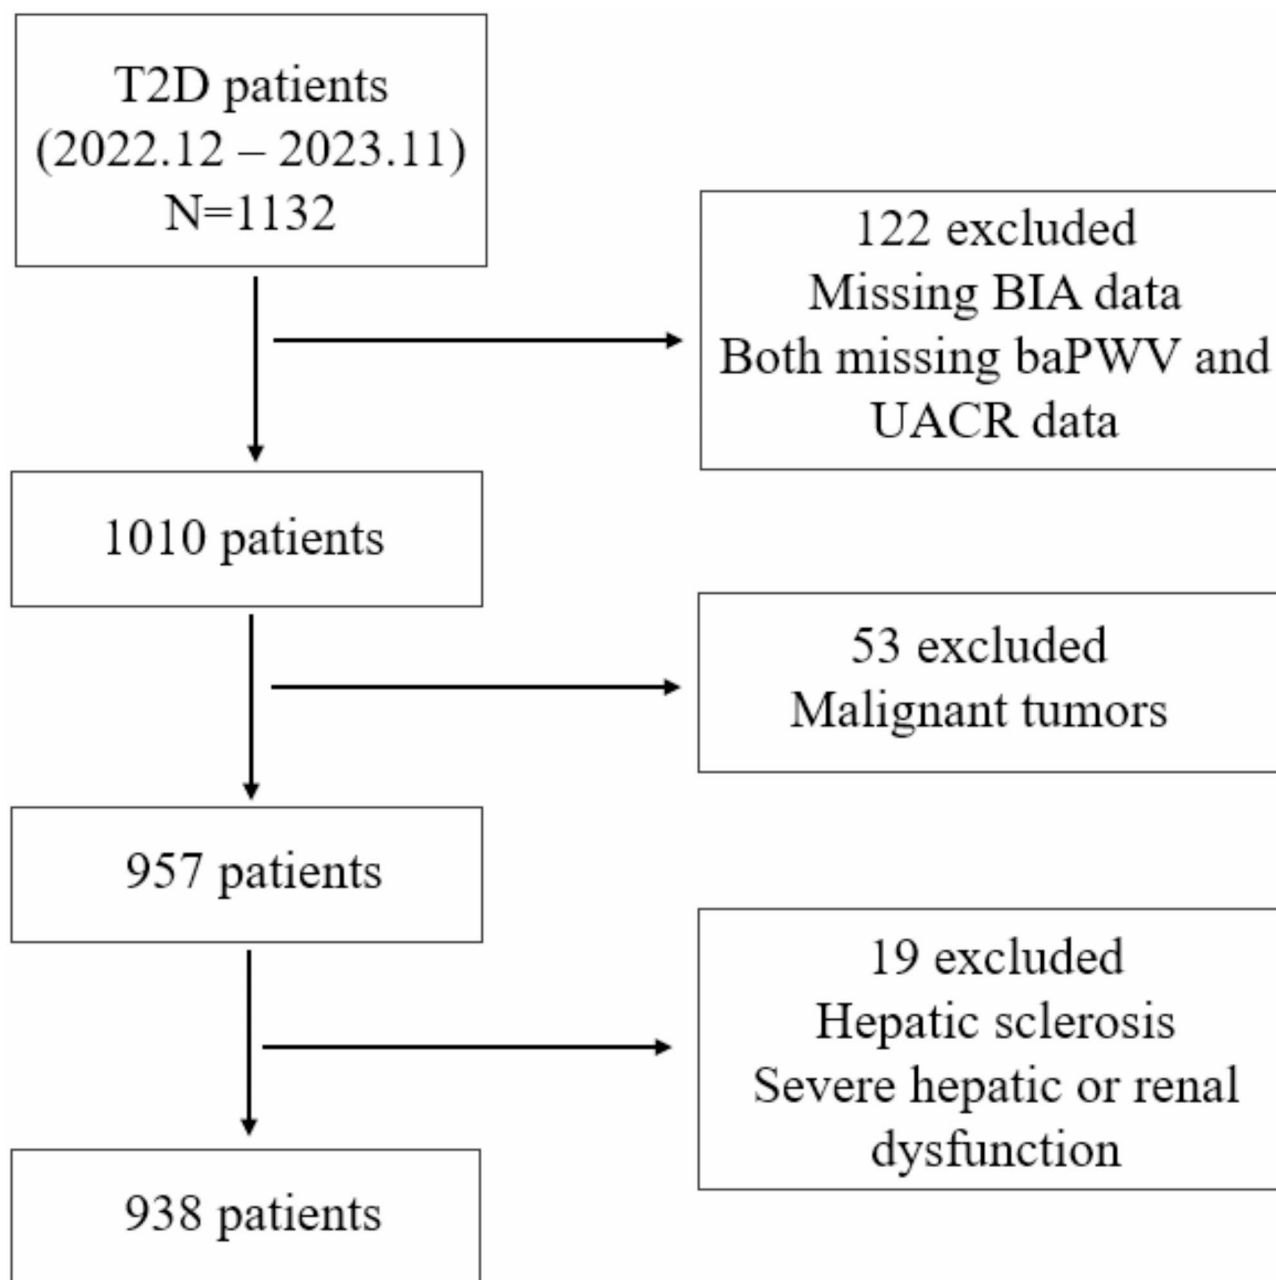 T2D patients
(2022.12 – 2023.11)
N=1132
122 excluded
Missing BIA data
Both missing baPWV and
UACR data
1010 patients
53 excluded
Malignant tumors
957 patients
19 excluded
Hepatic sclerosis
Severe hepatic or renal
dysfunction
938 patients